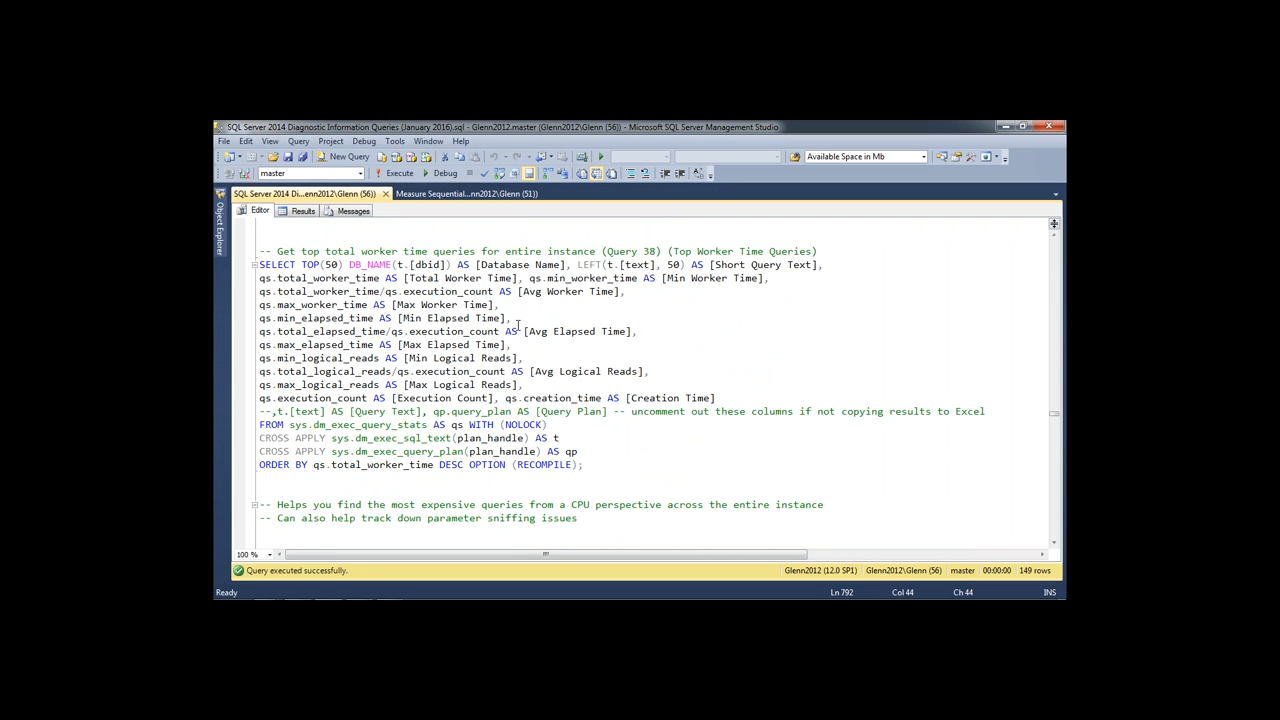 SQL Server 2014 Diagnostic Information Queries (January 2016).sql - Glenn2012.master (Glenn2012\Glenn (56)) - Microsoft SQL Server Management Studio
File Edit View Query Project Debug Tools Window Help
New Query Available Space in Mb
master Execute Debug
SQL Server 2014 Di...enn2012\Glenn (56)) Measure Sequential...nn2012\Glenn (51))
Object Explorer
Editor Results Messages
-- Get top total worker time queries for entire instance (Query 38) (Top Worker Time Queries)
SELECT TOP(50) DB_NAME(t.[dbid]) AS [Database Name], LEFT(t.[text], 50) AS [Short Query Text],
qs.total_worker_time AS [Total Worker Time], qs.min_worker_time AS [Min Worker Time],
qs.total_worker_time/qs.execution_count AS [Avg Worker Time],
qs.max_worker_time AS [Max Worker Time],
qs.min_elapsed_time AS [Min Elapsed Time],
qs.total_elapsed_time/qs.execution_count AS [Avg Elapsed Time],
qs.max_elapsed_time AS [Max Elapsed Time],
qs.min_logical_reads AS [Min Logical Reads],
qs.total_logical_reads/qs.execution_count AS [Avg Logical Reads],
qs.max_logical_reads AS [Max Logical Reads],
qs.execution_count AS [Execution Count], qs.creation_time AS [Creation Time]
--,t.[text] AS [Query Text], qp.query_plan AS [Query Plan] -- uncomment out these columns if not copying results to Excel
FROM sys.dm_exec_query_stats AS qs WITH (NOLOCK)
CROSS APPLY sys.dm_exec_sql_text(plan_handle) AS t
CROSS APPLY sys.dm_exec_query_plan(plan_handle) AS qp
ORDER BY qs.total_worker_time DESC OPTION (RECOMPILE);
-- Helps you find the most expensive queries from a CPU perspective across the entire instance
-- Can also help track down parameter sniffing issues
100 %
Query executed successfully. Glenn2012 (12.0 SP1) Glenn2012\Glenn (56) master 00:00:00 149 rows
Ready Ln 792 Col 44 Ch 44 INS